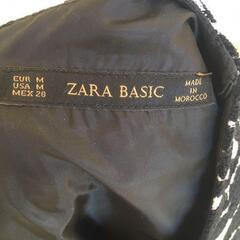 EUR M
USA M
MEX 28
ZARA BASIC
MADE IN
MOROCCO